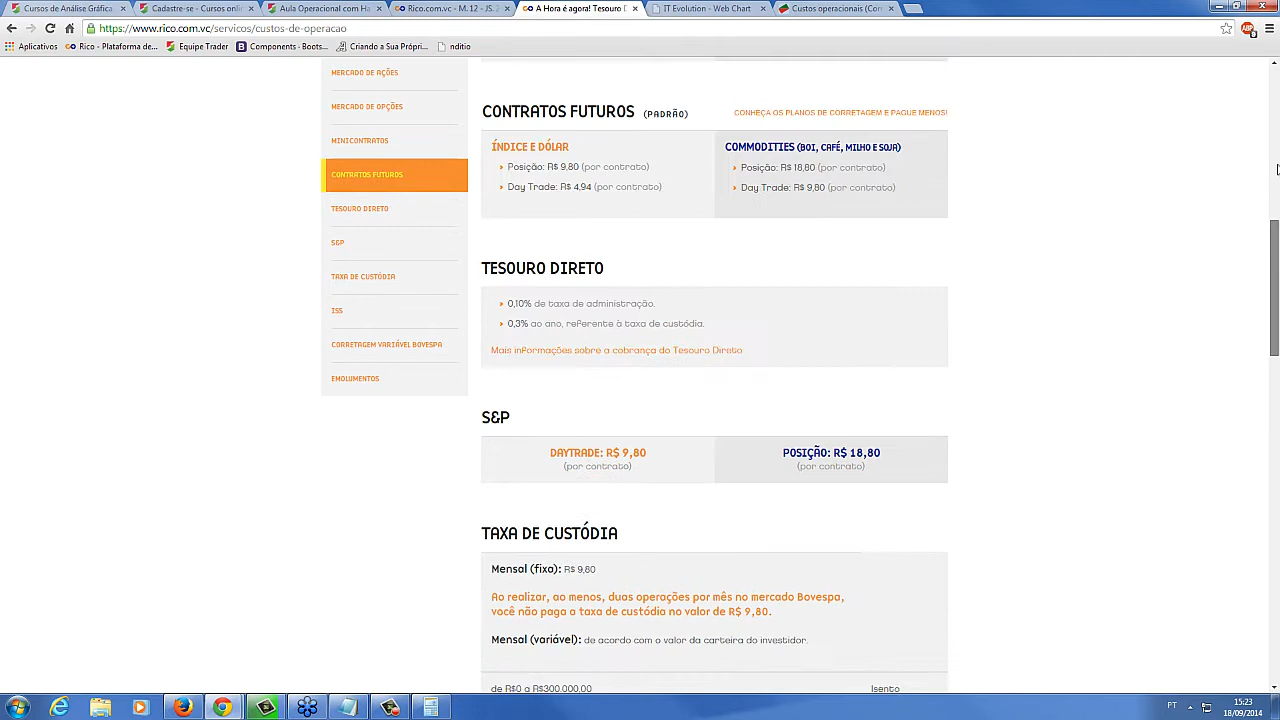 Cursos de Análise Gráfica
Cadastre-se - Cursos onlin
Aula Operacional com Ha
Rico.com.vc - M. 12 - JS. 2
A Hora é agora! Tesouro D
IT Evolution - Web Chart
Custos operacionais (Con
https://www.rico.com.vc/servicos/custos-de-operacao
Aplicativos
Rico - Plataforma de...
Equipe Trader
Components · Boots...
Criando a Sua Própri...
nditio
MERCADO DE AÇÕES
MERCADO DE OPÇÕES
MINICONTRATOS
CONTRATOS FUTUROS
TESOURO DIRETO
S&P
TAXA DE CUSTÓDIA
ISS
CORRETAGEM VARIÁVEL BOVESPA
EMOLUMENTOS
CONTRATOS FUTUROS (PADRÃO)
CONHEÇA OS PLANOS DE CORRETAGEM E PAGUE MENOS!
ÍNDICE E DÓLAR
Posição: R$ 9,80 (por contrato)
Day Trade: R$ 4,94 (por contrato)
COMMODITIES (BOI, CAFÉ, MILHO E SOJA)
Posição: R$ 18,80 (por contrato)
Day Trade: R$ 9,80 (por contrato)
TESOURO DIRETO
0,10% de taxa de administração.
0,3% ao ano, referente à taxa de custódia.
Mais informações sobre a cobrança do Tesouro Direto
S&P
DAYTRADE: R$ 9,80
(por contrato)
POSIÇÃO: R$ 18,80
(por contrato)
TAXA DE CUSTÓDIA
Mensal (fixa): R$ 9,80
Ao realizar, ao menos, duas operações por mês no mercado Bovespa,
você não paga a taxa de custódia no valor de R$ 9,80.
Mensal (variável): de acordo com o valor da carteira do investidor.
de R$0 a R$300.000,00
Isento
PT
15:23
18/09/2014